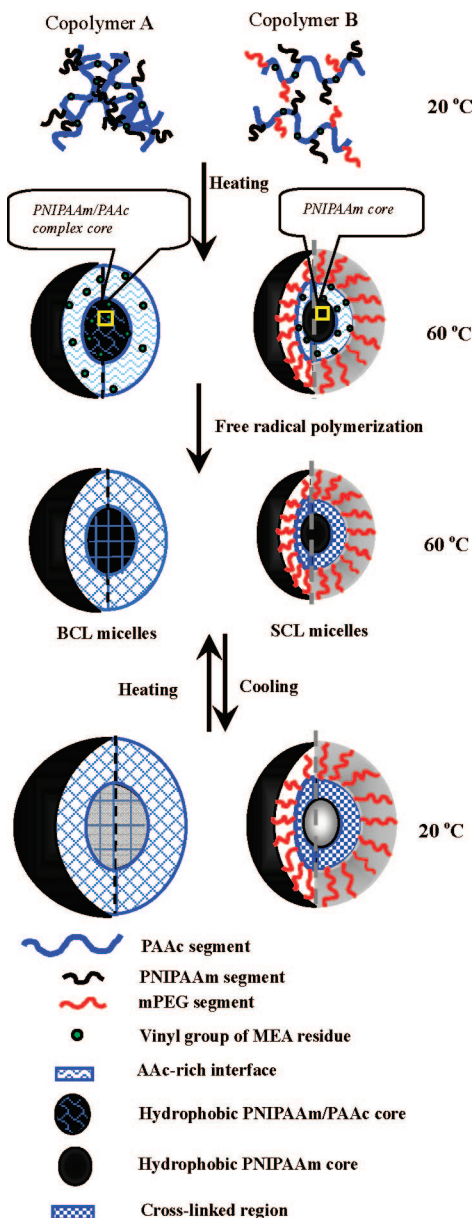 Copolymer A
Copolymer B
20 °C
Heating
PNIPAAm/PAAc
complex core
PNIPAAm core
60 °C
Free radical polymerization
60 °C
BCL micelles
SCL micelles
Heating
Cooling
20 °C
PAAc segment
PNIPAAm segment
mPEG segment
Vinyl group of MEA residue
AAc-rich interface
Hydrophobic PNIPAAm/PAAc core
Hydrophobic PNIPAAm core
Cross-linked region